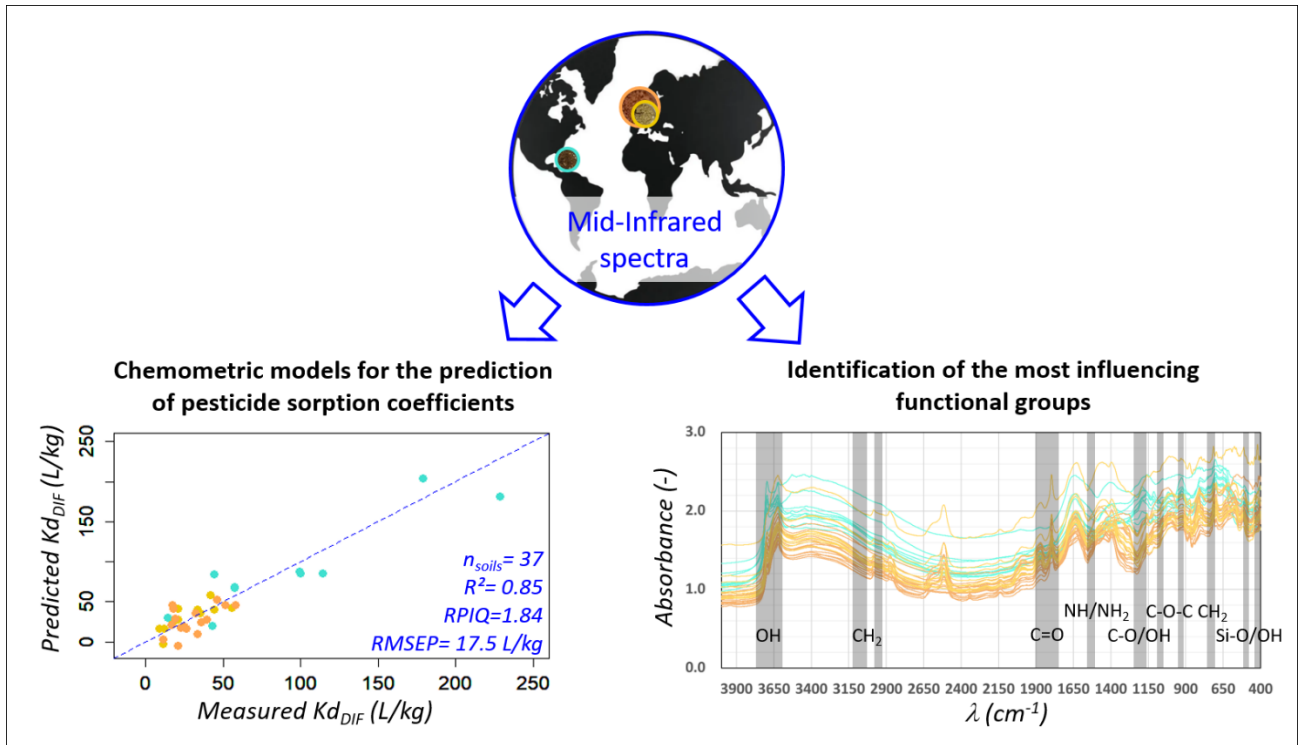 Mid-Infrared
spectra
Chemometric models for the prediction
of pesticide sorption coefficients
Identification of the most influencing
functional groups
Predicted Kd_DIF (L/kg)
250
150
50
0
n_soils= 37
R²= 0.85
RPIQ=1.84
RMSEP= 17.5 L/kg
0 50 100 150 200 250
Measured Kd_DIF (L/kg)
Absorbance (-)
3.0
2.0
1.0
0.0
NH/NH₂ C-O-C CH₂
OH CH₂ C=O C-O/OH Si-O/OH
3900 3650 3400 3150 2900 2650 2400 2150 1900 1650 1400 1150 900 650 400
λ (cm⁻¹)